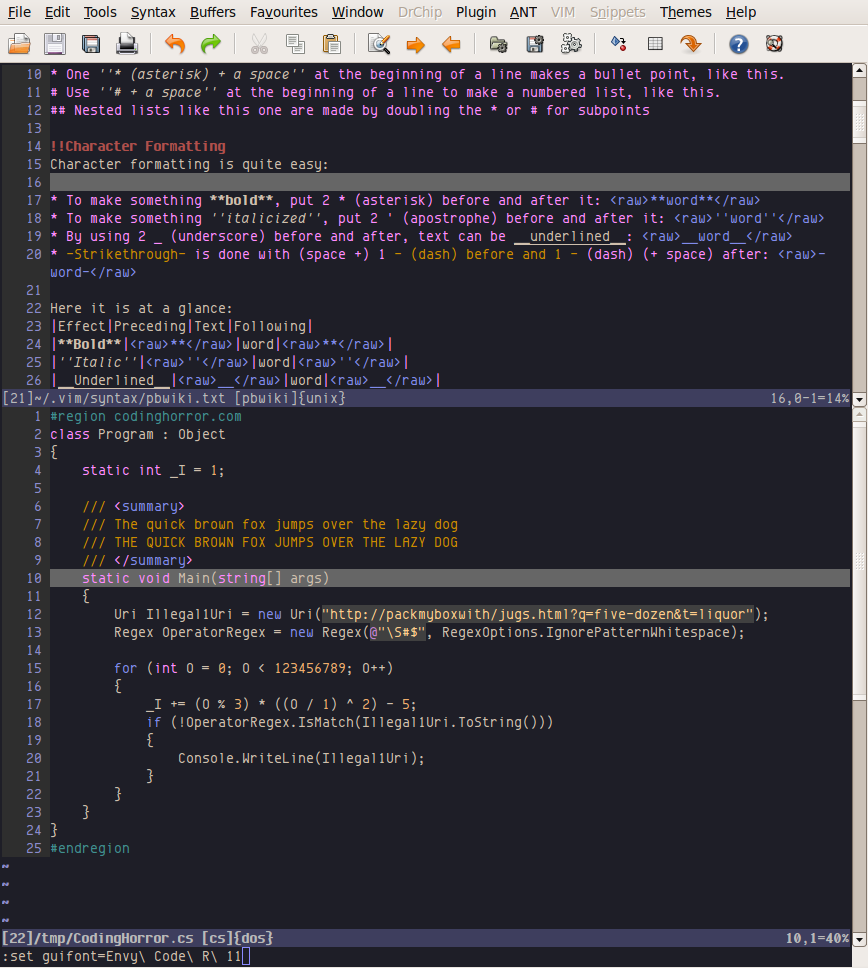 File Edit Tools Syntax Buffers Favourites Window DrChip Plugin ANT VIM Snippets Themes Help
10 * One ''* (asterisk) + a space'' at the beginning of a line makes a bullet point, like this.
11 # Use ''# + a space'' at the beginning of a line to make a numbered list, like this.
12 ## Nested lists like this one are made by doubling the * or # for subpoints
13
14 !!Character Formatting
15 Character formatting is quite easy:
16
17 * To make something **bold**, put 2 * (asterisk) before and after it: <raw>**word**</raw>
18 * To make something ''italicized'', put 2 ' (apostrophe) before and after it: <raw>''word''</raw>
19 * By using 2 _ (underscore) before and after, text can be __underlined__: <raw>__word__</raw>
20 * -Strikethrough- is done with (space +) 1 - (dash) before and 1 - (dash) (+ space) after: <raw>-
word-</raw>
21
22 Here it is at a glance:
23 |Effect|Preceding|Text|Following|
24 |**Bold**|<raw>**</raw>|word|<raw>**</raw>|
25 |''Italic''|<raw>''</raw>|word|<raw>''</raw>|
26 |__Underlined__|<raw>__</raw>|word|<raw>__</raw>|
[21]~/.vim/syntax/pbwiki.txt [pbwiki]{unix} 16,0-1=14%
1 #region codinghorror.com
2 class Program : Object
3 {
4     static int _I = 1;
5
6     /// <summary>
7     /// The quick brown fox jumps over the lazy dog
8     /// THE QUICK BROWN FOX JUMPS OVER THE LAZY DOG
9     /// </summary>
10     static void Main(string[] args)
11     {
12         Uri Illegal1Uri = new Uri("http://packmyboxwith/jugs.html?q=five-dozen&t=liquor");
13         Regex OperatorRegex = new Regex(@"\S#$", RegexOptions.IgnorePatternWhitespace);
14
15         for (int O = 0; O < 123456789; O++)
16         {
17             _I += (O % 3) * ((O / 1) ^ 2) - 5;
18             if (!OperatorRegex.IsMatch(Illegal1Uri.ToString()))
19             {
20                 Console.WriteLine(Illegal1Uri);
21             }
22         }
23     }
24 }
25 #endregion
~
~
~
~
[22]/tmp/CodingHorror.cs [cs]{dos} 10,1=40%
:set guifont=Envy\ Code\ R\ 11